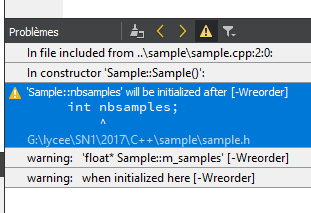 Problèmes
In file included from ..\sample\sample.cpp:2:0:
In constructor 'Sample::Sample()':
'Sample::nbsamples' will be initialized after [-Wreorder]
int nbsamples;
^
G:\lycee\SN1\2017\C++\sample\sample.h
warning: 'float* Sample::m_samples' [-Wreorder]
warning: when initialized here [-Wreorder]